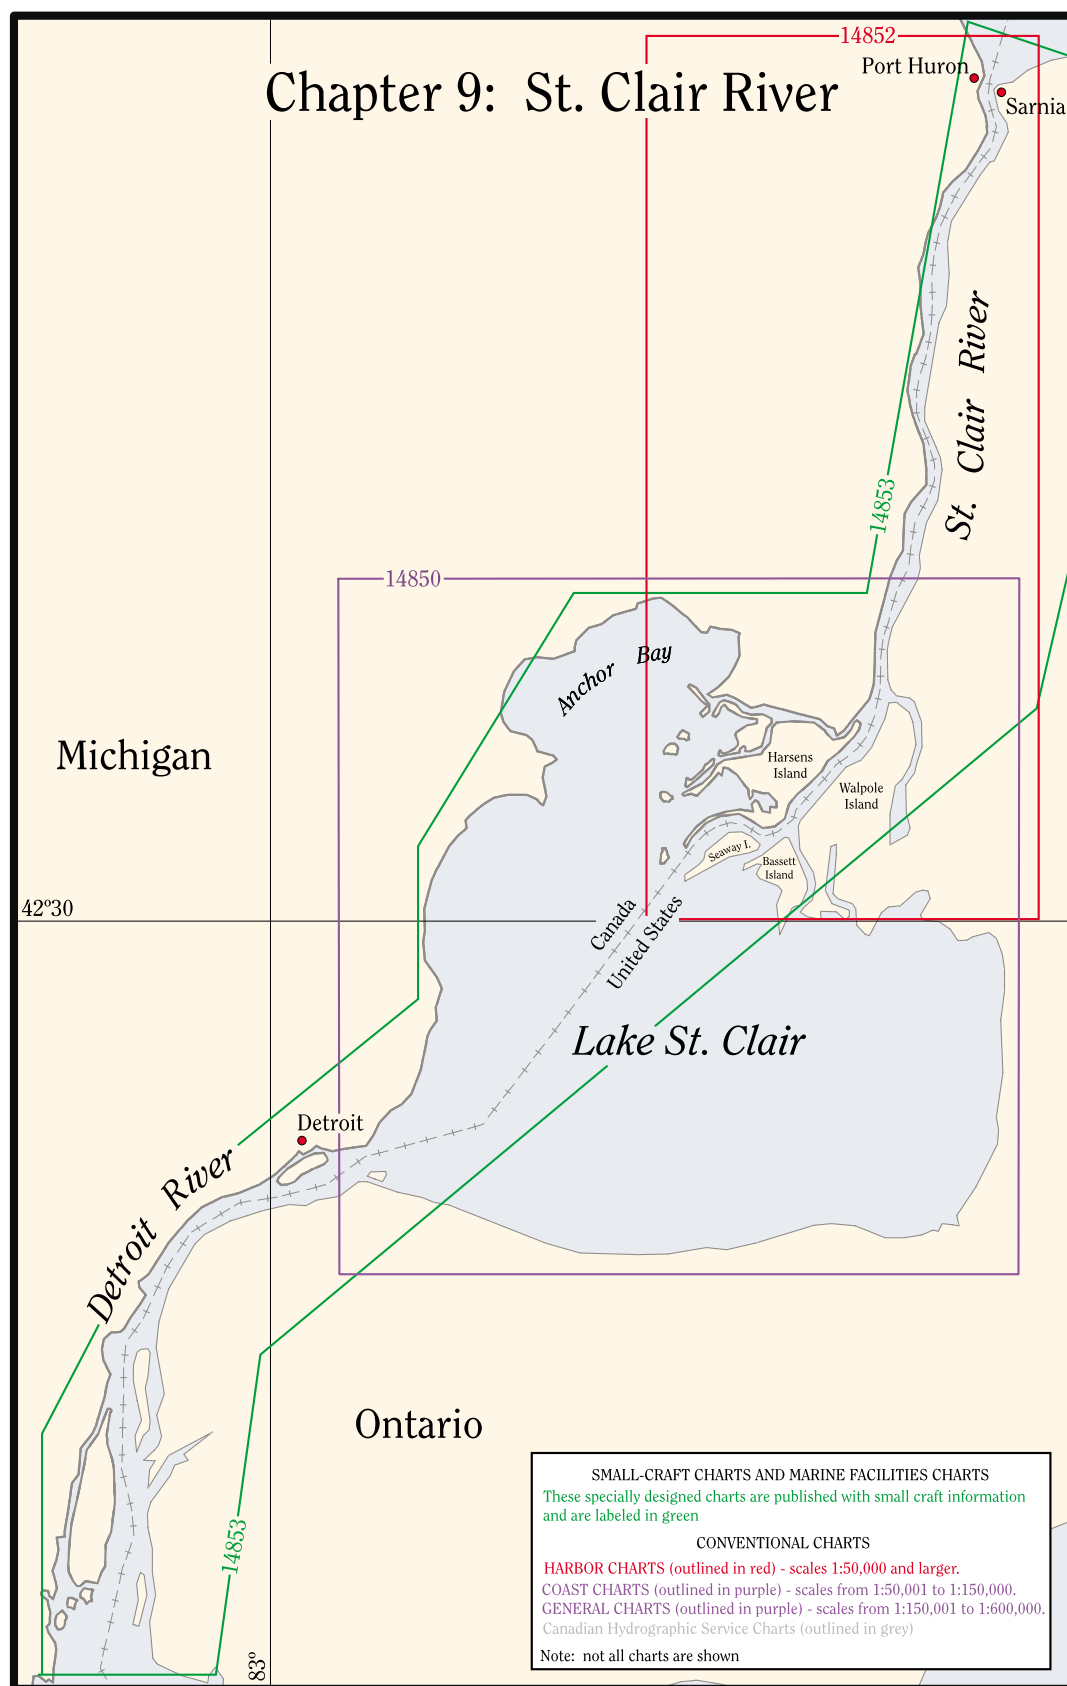 14852
Port Huron
Chapter 9:  St. Clair River
Sarnia
St. Clair River
14853
14850
Anchor Bay
Michigan
Harsens
Island
Walpole
Island
Seaway I.
Bassett
Island
42°30
Canada
United States
Lake St. Clair
Detroit
Detroit River
Ontario
14853
83°
SMALL-CRAFT CHARTS AND MARINE FACILITIES CHARTS
These specially designed charts are published with small craft information
and are labeled in green
CONVENTIONAL CHARTS
HARBOR CHARTS (outlined in red) - scales 1:50,000 and larger.
COAST CHARTS (outlined in purple) - scales from 1:50,001 to 1:150,000.
GENERAL CHARTS (outlined in purple) - scales from 1:150,001 to 1:600,000.
Canadian Hydrographic Service Charts (outlined in grey)
Note:  not all charts are shown